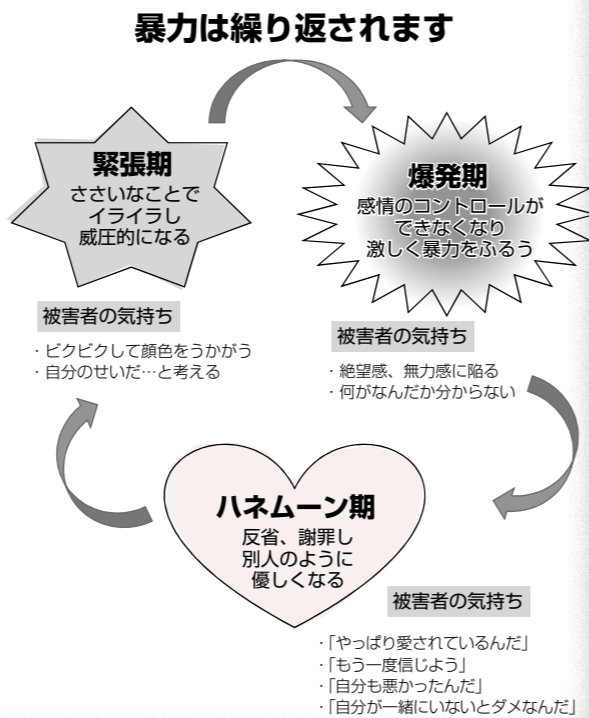 暴力は繰り返されます
緊張期
ささいなことで
イライラし
威圧的になる
被害者の気持ち
・ビクビクして顔色をうかがう
・自分のせいだ…と考える
爆発期
感情のコントロールが
できなくなり
激しく暴力をふるう
被害者の気持ち
・絶望感、無力感に陥る
・何がなんだか分からない
ハネムーン期
反省、謝罪し
別人のように
優しくなる
被害者の気持ち
・「やっぱり愛されているんだ」
・「もう一度信じよう」
・「自分も悪かったんだ」
・「自分が一緒にいないとダメなんだ」